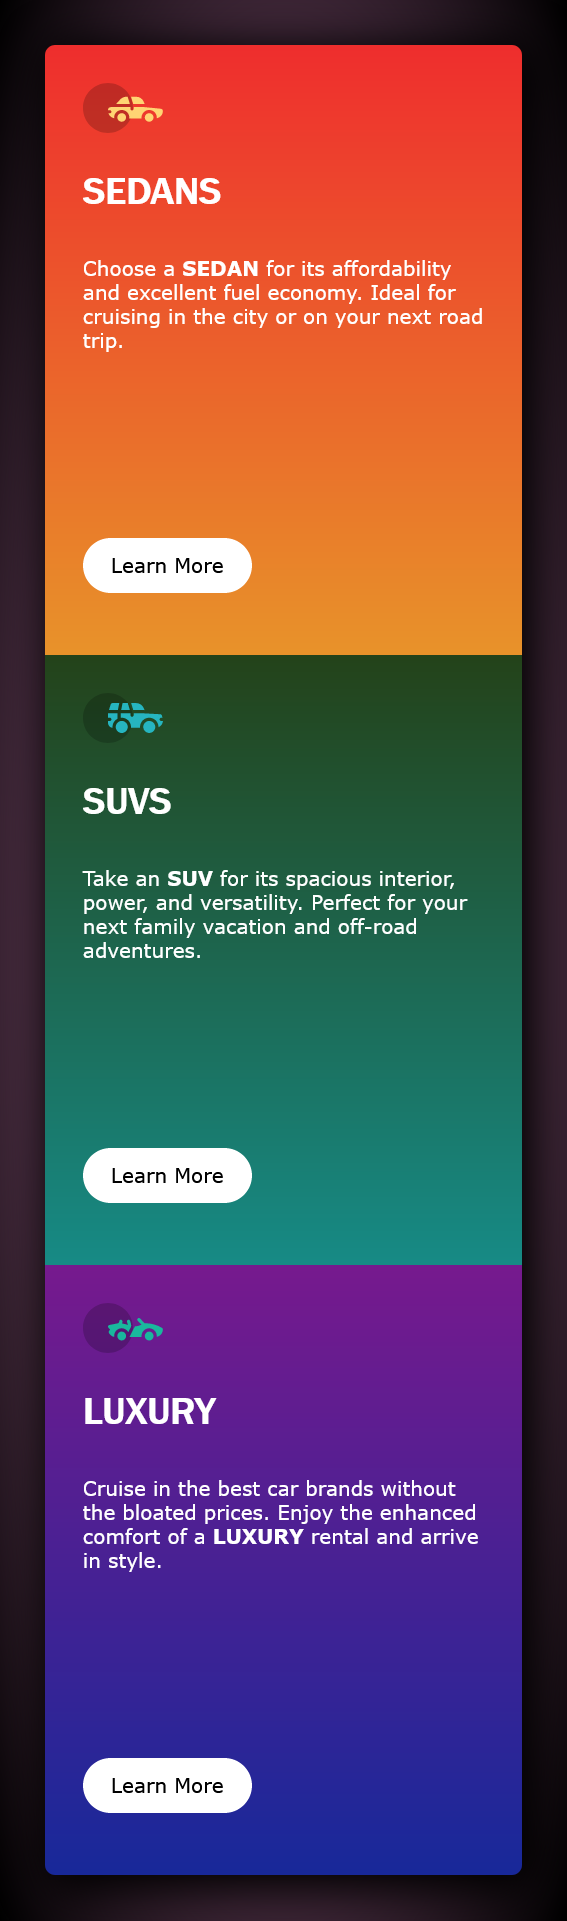 SEDANS
Choose a SEDAN for its affordability
and excellent fuel economy. Ideal for
cruising in the city or on your next road
trip.
Learn More
SUVS
Take an SUV for its spacious interior,
power, and versatility. Perfect for your
next family vacation and off-road
adventures.
Learn More
LUXURY
Cruise in the best car brands without
the bloated prices. Enjoy the enhanced
comfort of a LUXURY rental and arrive
in style.
Learn More